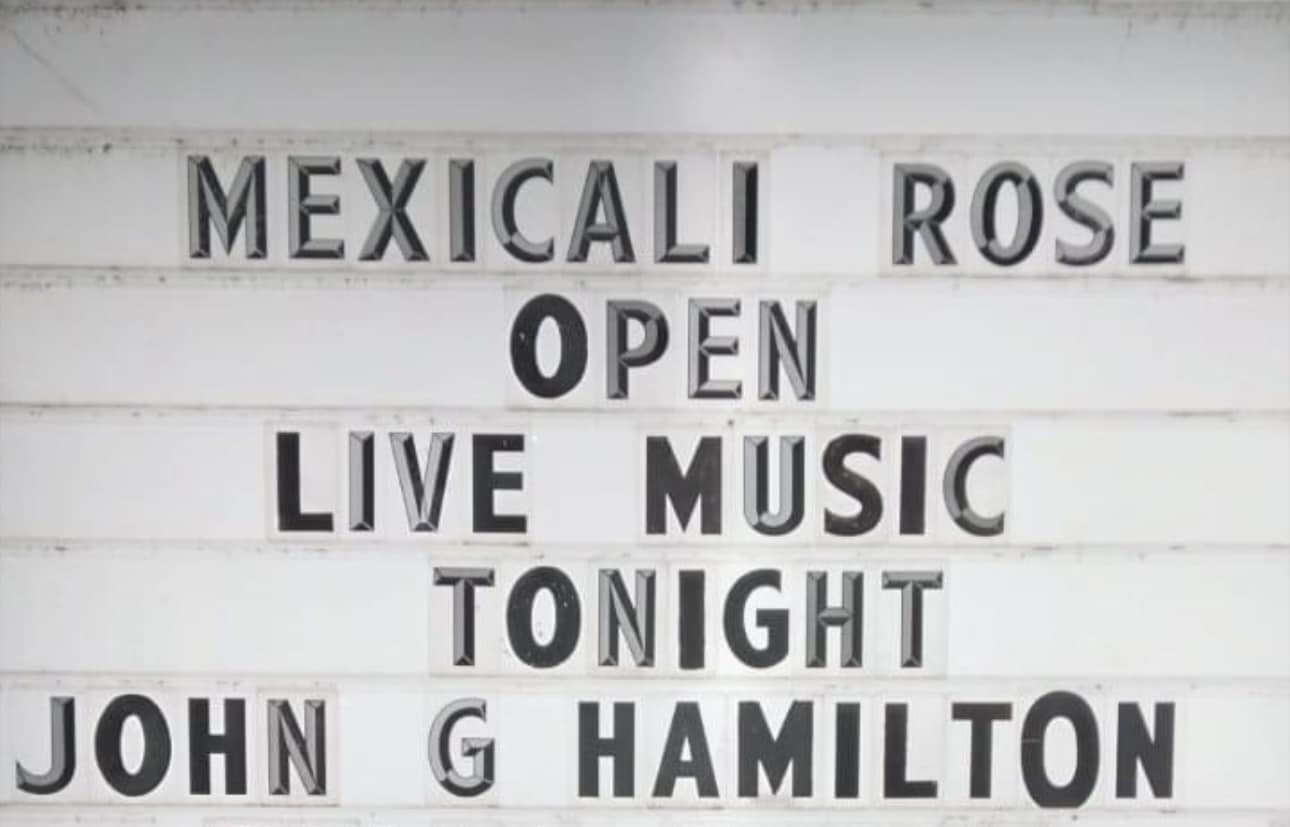 MEXICALI ROSE
OPEN
LIVE MUSIC
TONIGHT
JOHN G HAMILTON